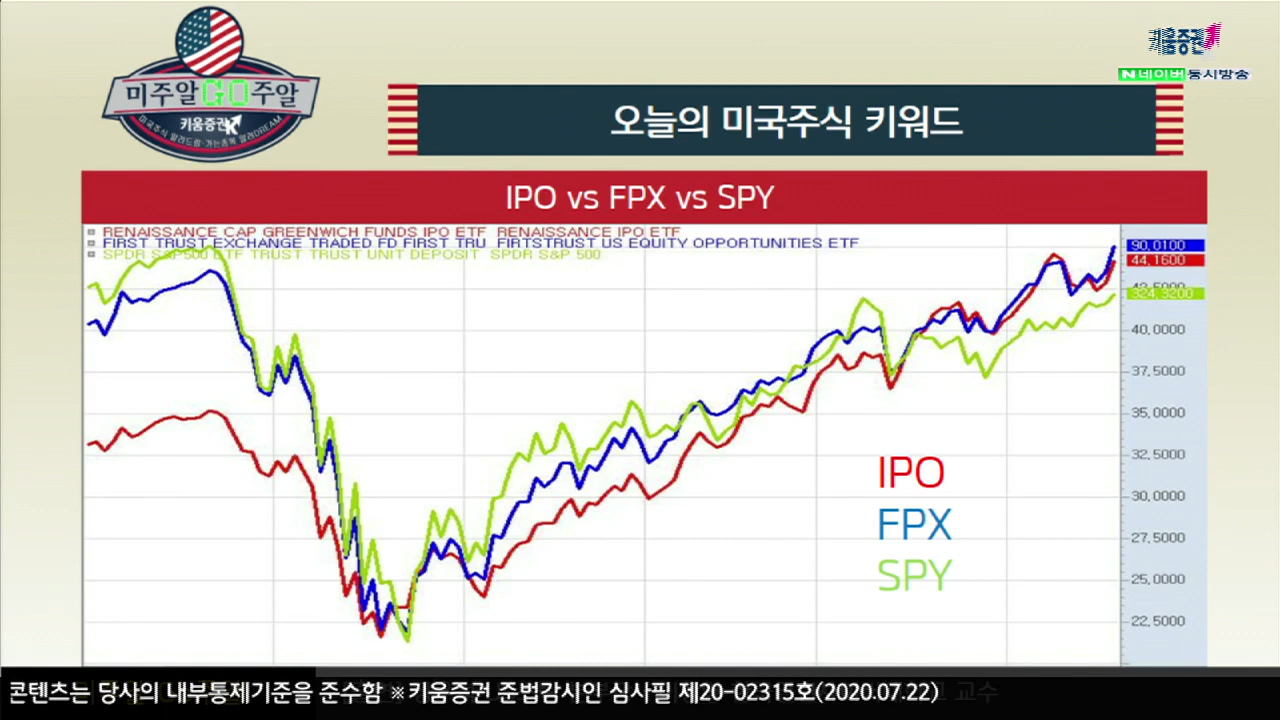 미주알GO주알
키움증권
키움증권
N 네이버 동시방송
오늘의 미국주식 키워드
IPO vs FPX vs SPY
RENAISSANCE CAP GREENWICH FUNDS IPO ETF RENAISSANCE IPO ETF
FIRST TRUST EXCHANGE TRADED FD FIRST TRU FIRTSTRUST US EQUITY OPPORTUNITIES ETF
SPDR S&P500 ETF TRUST TRUST UNIT DEPOSIT SPDR S&P 500
90,0100
44,1600
42,5000
324,3200
40,0000
37,5000
35,0000
32,5000
30,0000
27,5000
25,0000
22,5000
IPO
FPX
SPY
콘텐츠는 당사의 내부통제기준을 준수함 ※키움증권 준법감시인 심사필 제20-02315호(2020.07.22)
교수